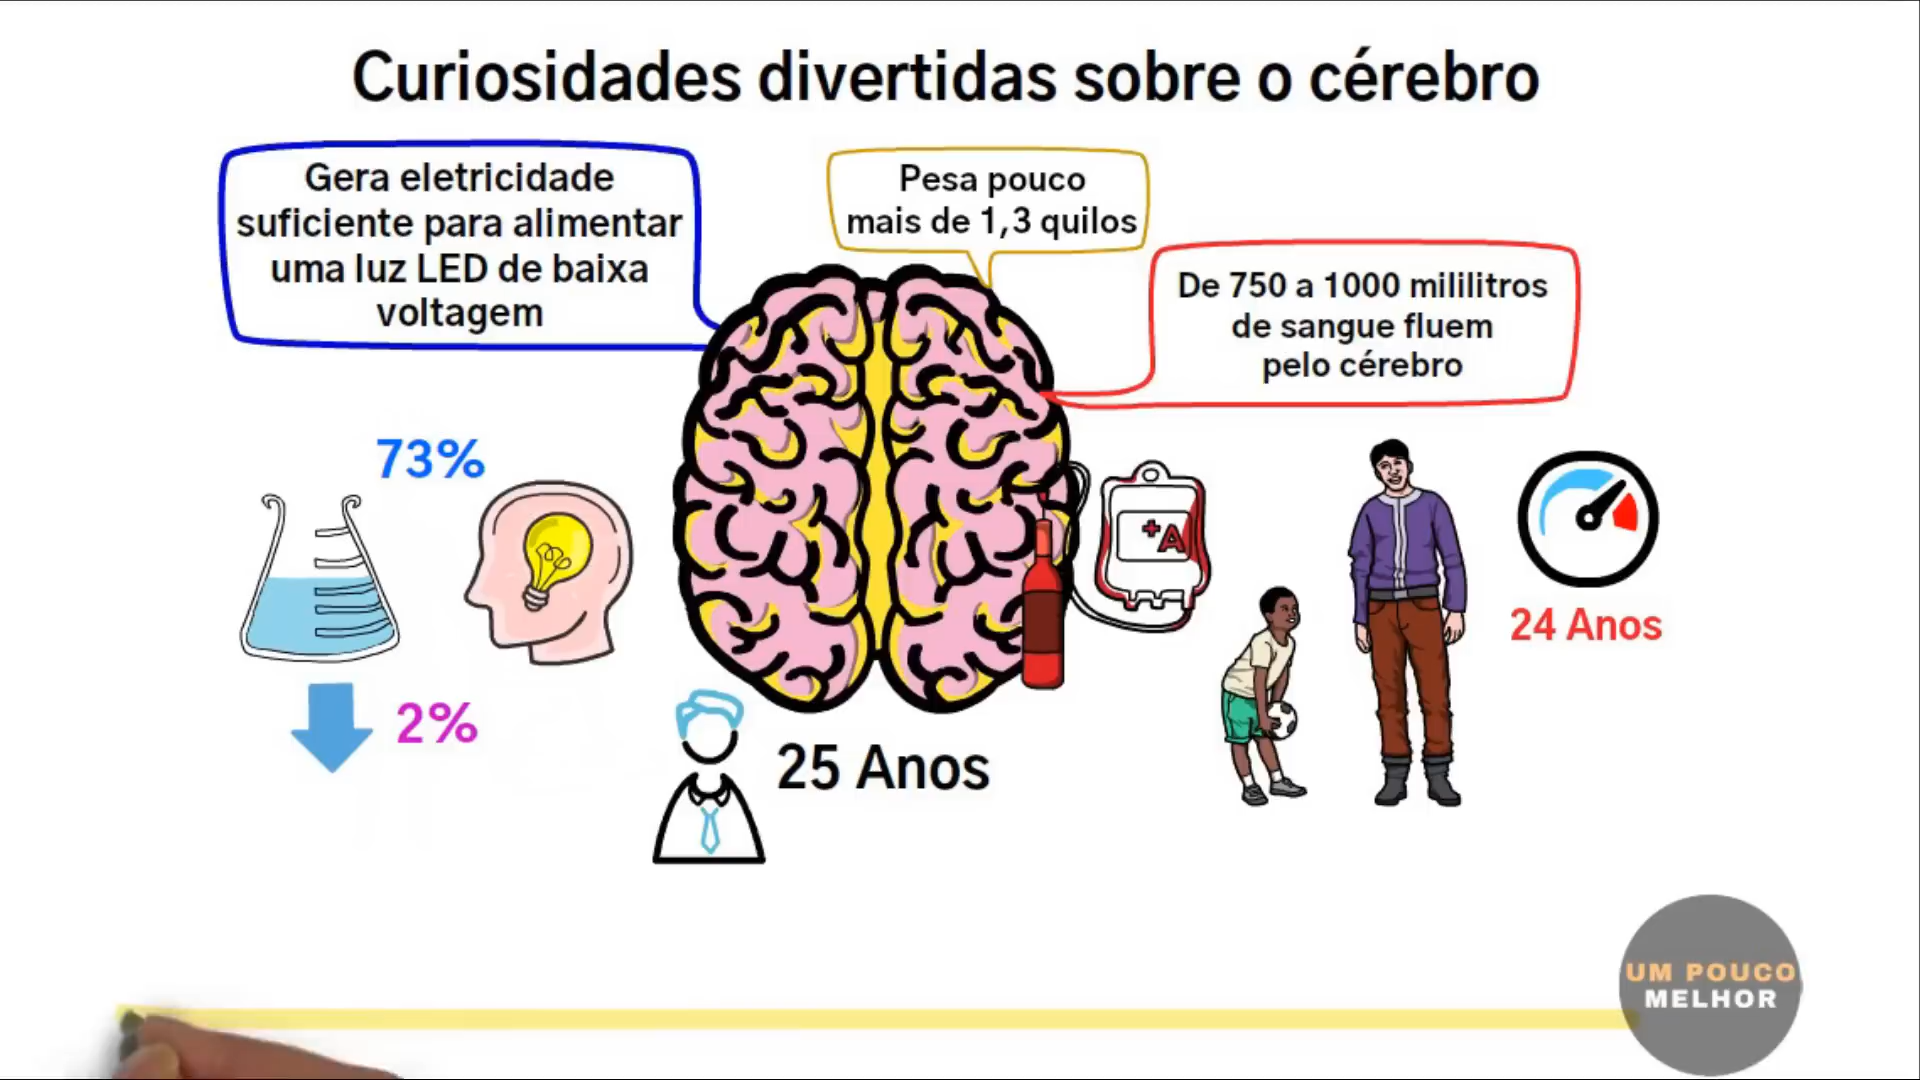 Curiosidades divertidas sobre o cérebro
Gera eletricidade
suficiente para alimentar
uma luz LED de baixa
voltagem
Pesa pouco
mais de 1,3 quilos
De 750 a 1000 mililitros
de sangue fluem
pelo cérebro
73%
+A
24 Anos
2%
25 Anos
UM POUCO
MELHOR